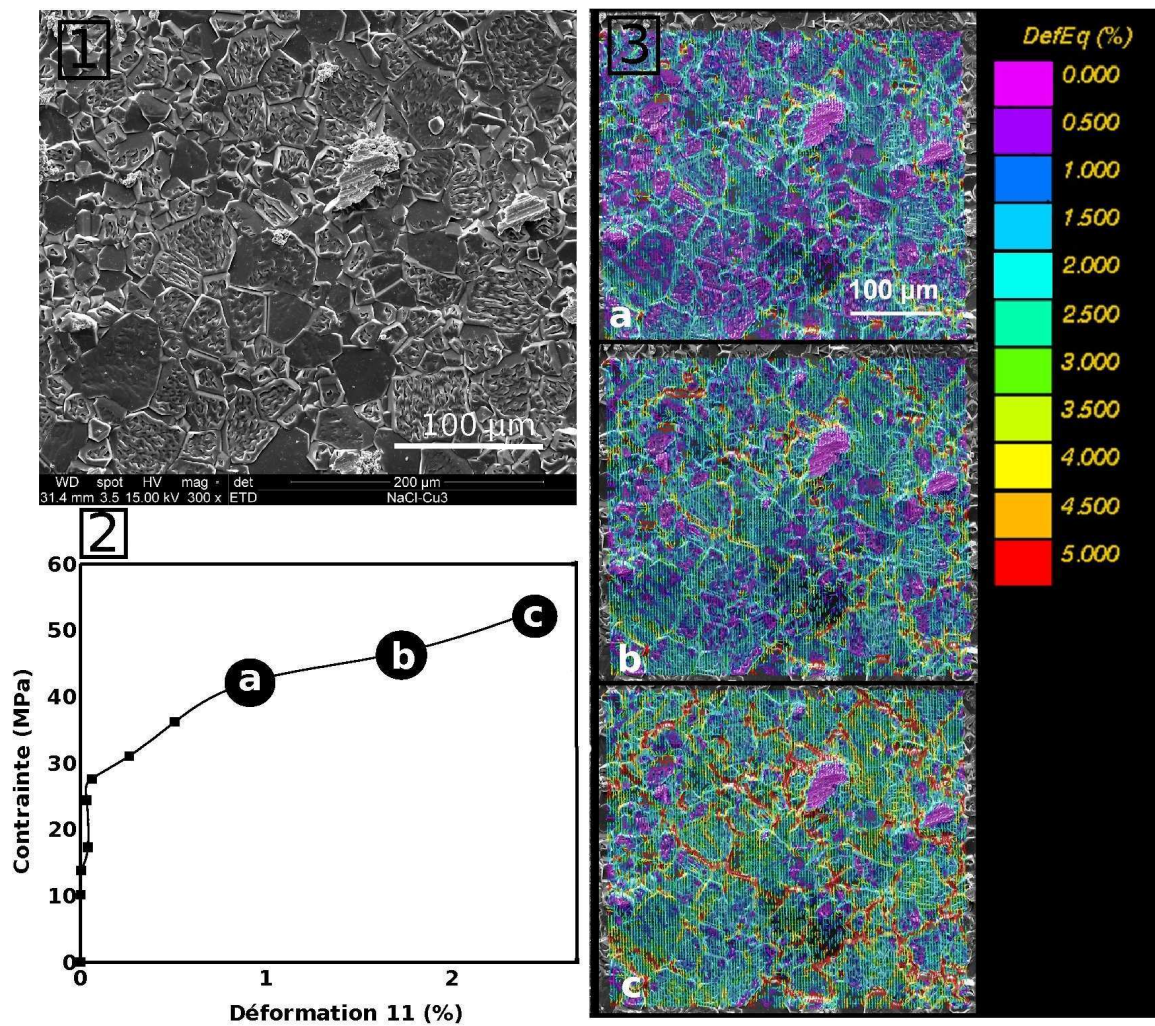 1
100 µm
WD spot HV mag det 200 µm
31.4 mm 3.5 15.00 kV 300 x ETD NaCl-Cu3
2
60
50
40
30
20
10
0
0 1 2
a
b
c
Contrainte (MPa)
Déformation 11 (%)
3
a
100 µm
b
c
DefEq (%)
0.000
0.500
1.000
1.500
2.000
2.500
3.000
3.500
4.000
4.500
5.000